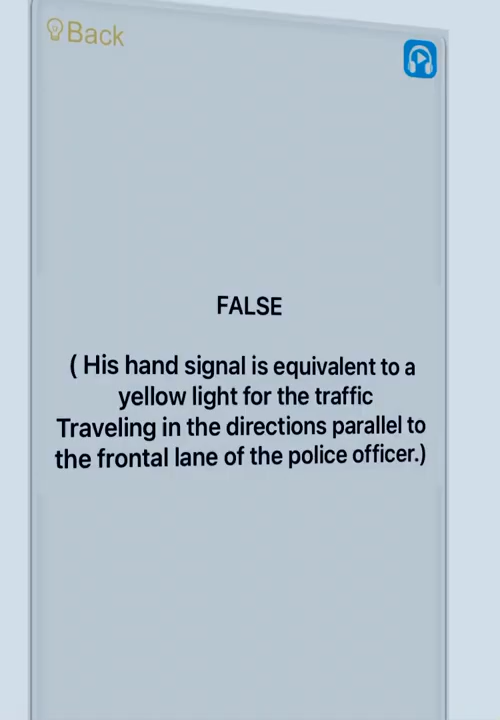 Back
FALSE
( His hand signal is equivalent to a
yellow light for the traffic
Traveling in the directions parallel to
the frontal lane of the police officer.)